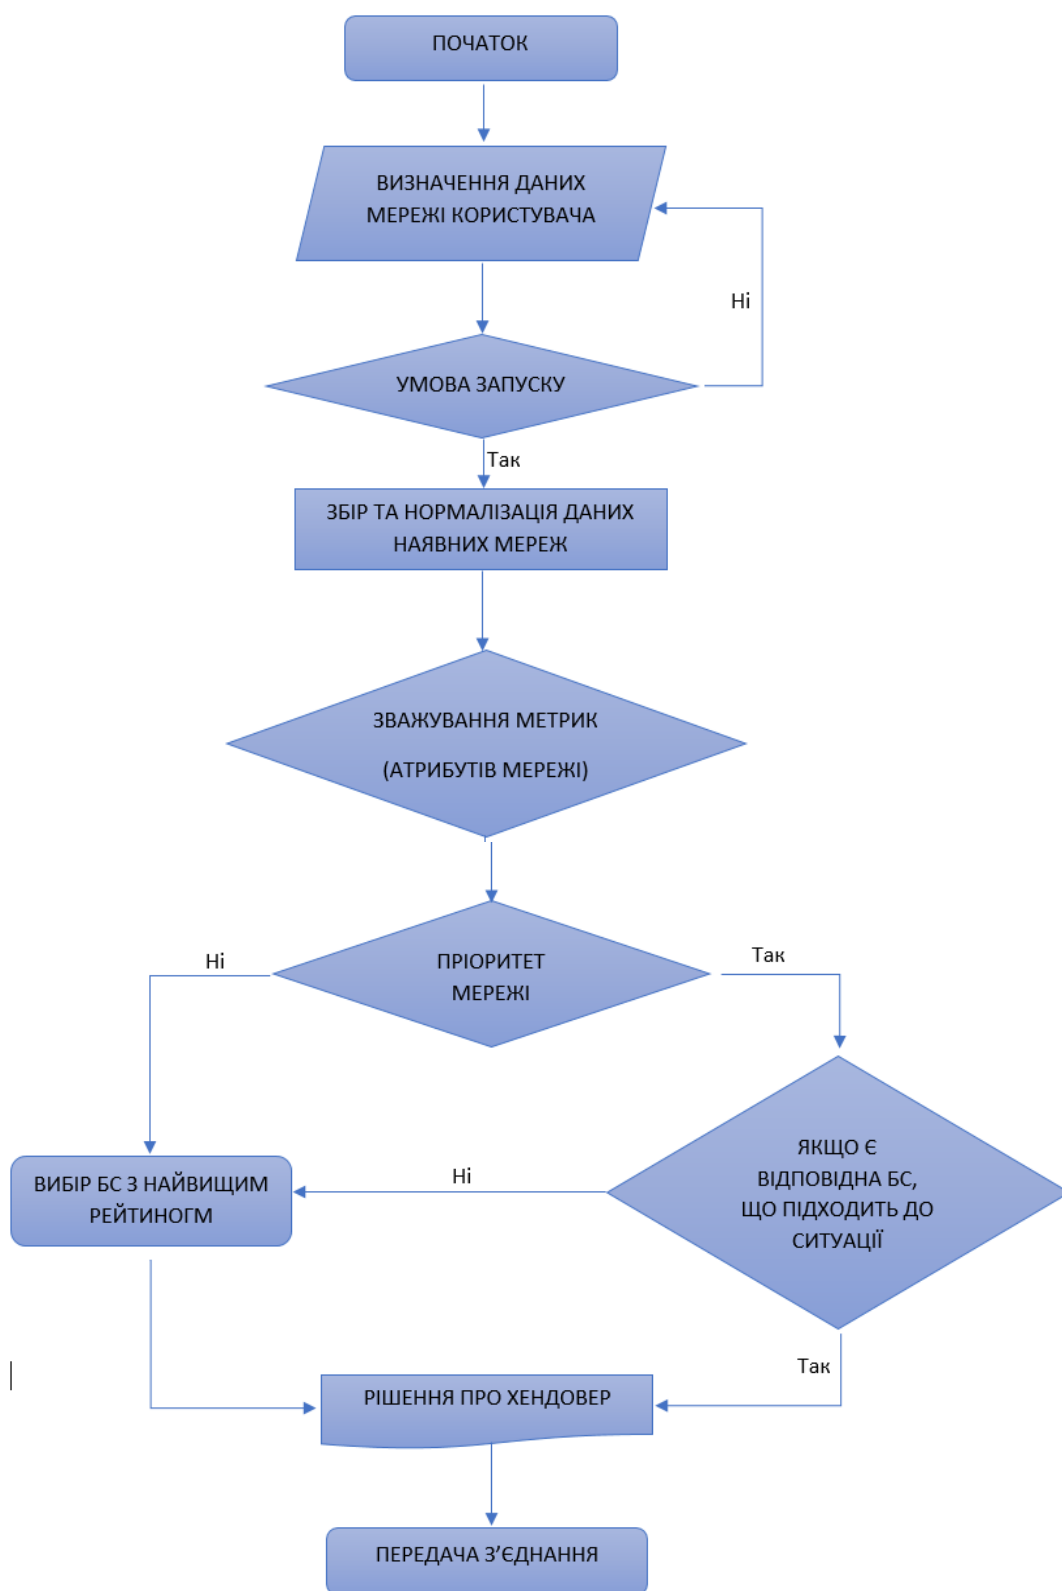 ПОЧАТОК
ВИЗНАЧЕННЯ ДАНИХ
МЕРЕЖІ КОРИСТУВАЧА
Ні
УМОВА ЗАПУСКУ
Так
ЗБІР ТА НОРМАЛІЗАЦІЯ ДАНИХ
НАЯВНИХ МЕРЕЖ
ЗВАЖУВАННЯ МЕТРИК
(АТРИБУТІВ МЕРЕЖІ)
Ні
ПРІОРИТЕТ
МЕРЕЖІ
Так
ЯКЩО Є
ВІДПОВІДНА БС,
ЩО ПІДХОДИТЬ ДО
СИТУАЦІЇ
Ні
ВИБІР БС З НАЙВИЩИМ
РЕЙТИНОГМ
Так
РІШЕННЯ ПРО ХЕНДОВЕР
ПЕРЕДАЧА З’ЄДНАННЯ